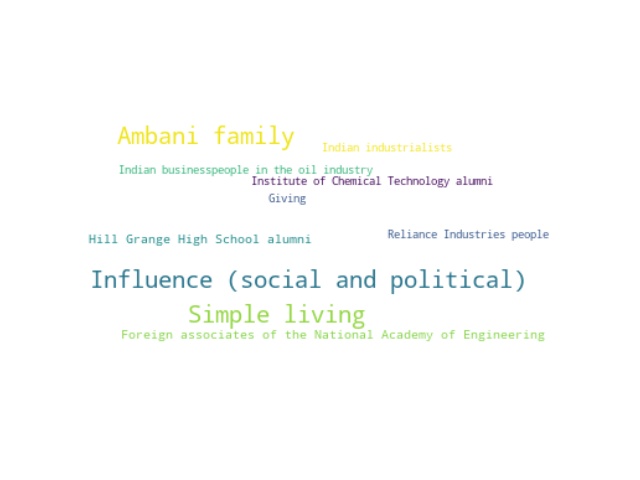 Ambani family
Indian industrialists
Indian businesspeople in the oil industry
Institute of Chemical Technology alumni
Giving
Reliance Industries people
Hill Grange High School alumni
Influence (social and political)
Simple living
Foreign associates of the National Academy of Engineering